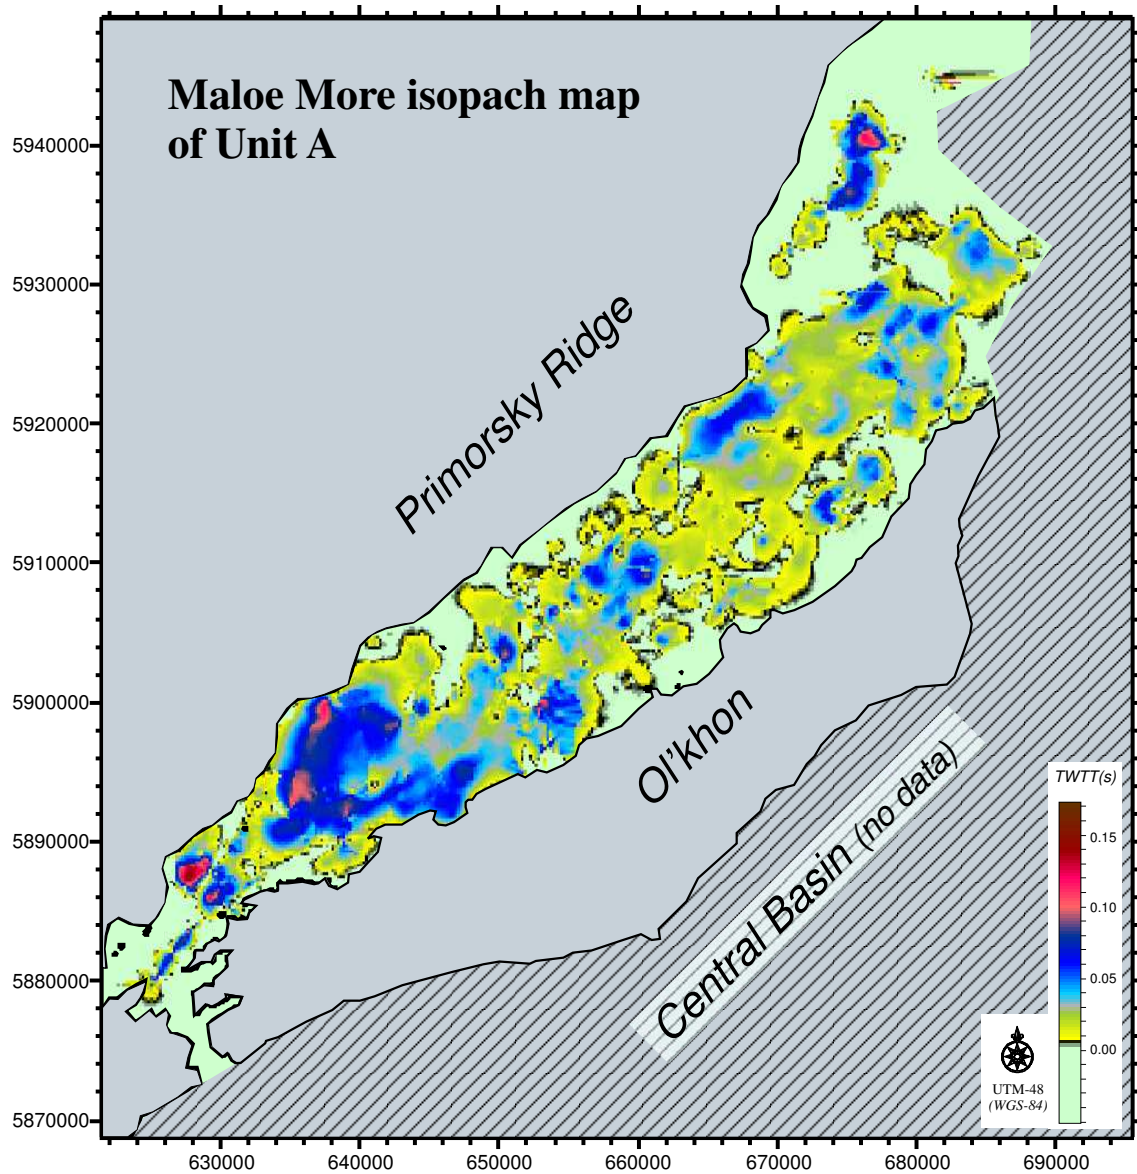 Maloe More isopach map
of Unit A
5940000
5930000
5920000
5910000
5900000
5890000
5880000
5870000
Primorsky Ridge
Ol'khon
Central Basin (no data)
TWTT(s)
0.15
0.10
0.05
0.00
UTM-48
(WGS-84)
630000 640000 650000 660000 670000 680000 690000